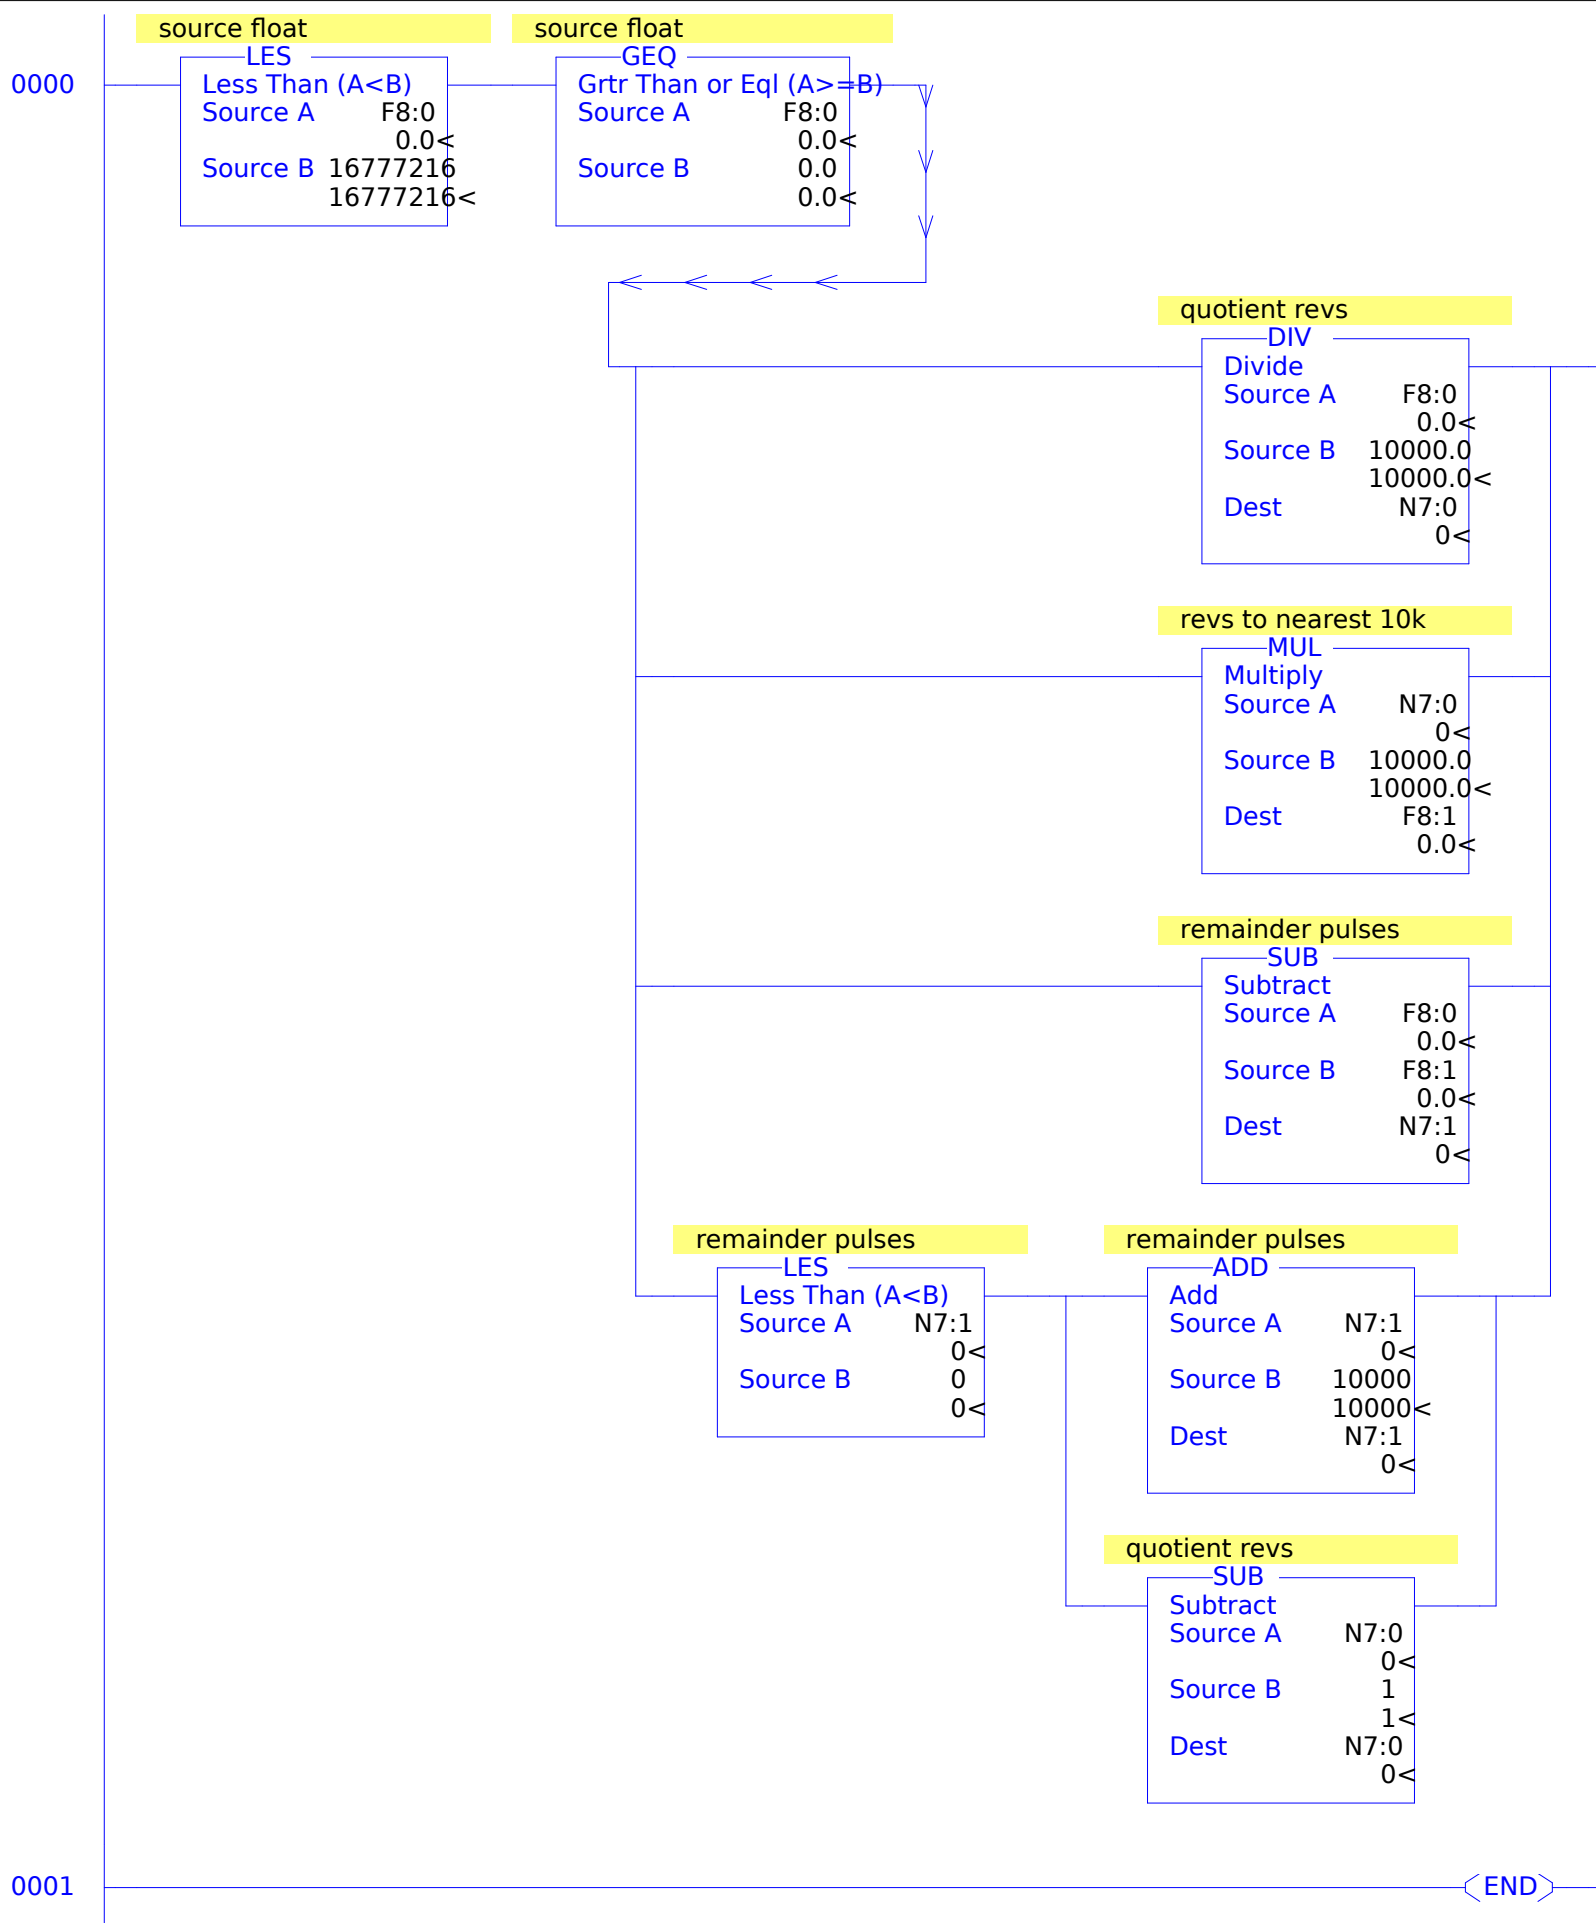 source float
source float
LES
GEQ
0000
Less Than (A<B)
Grtr Than or Eql (A>=B)
Source A F8:0
Source A F8:0
0.0<
0.0<
Source B 16777216
Source B 0.0
16777216<
0.0<
quotient revs
DIV
Divide
Source A F8:0
0.0<
Source B 10000.0
10000.0<
Dest N7:0
0<
revs to nearest 10k
MUL
Multiply
Source A N7:0
0<
Source B 10000.0
10000.0<
Dest F8:1
0.0<
remainder pulses
SUB
Subtract
Source A F8:0
0.0<
Source B F8:1
0.0<
Dest N7:1
0<
remainder pulses
remainder pulses
LES
ADD
Less Than (A<B)
Add
Source A N7:1
Source A N7:1
0<
0<
Source B 0
Source B 10000
0<
10000<
Dest N7:1
0<
quotient revs
SUB
Subtract
Source A N7:0
0<
Source B 1
1<
Dest N7:0
0<
0001
END